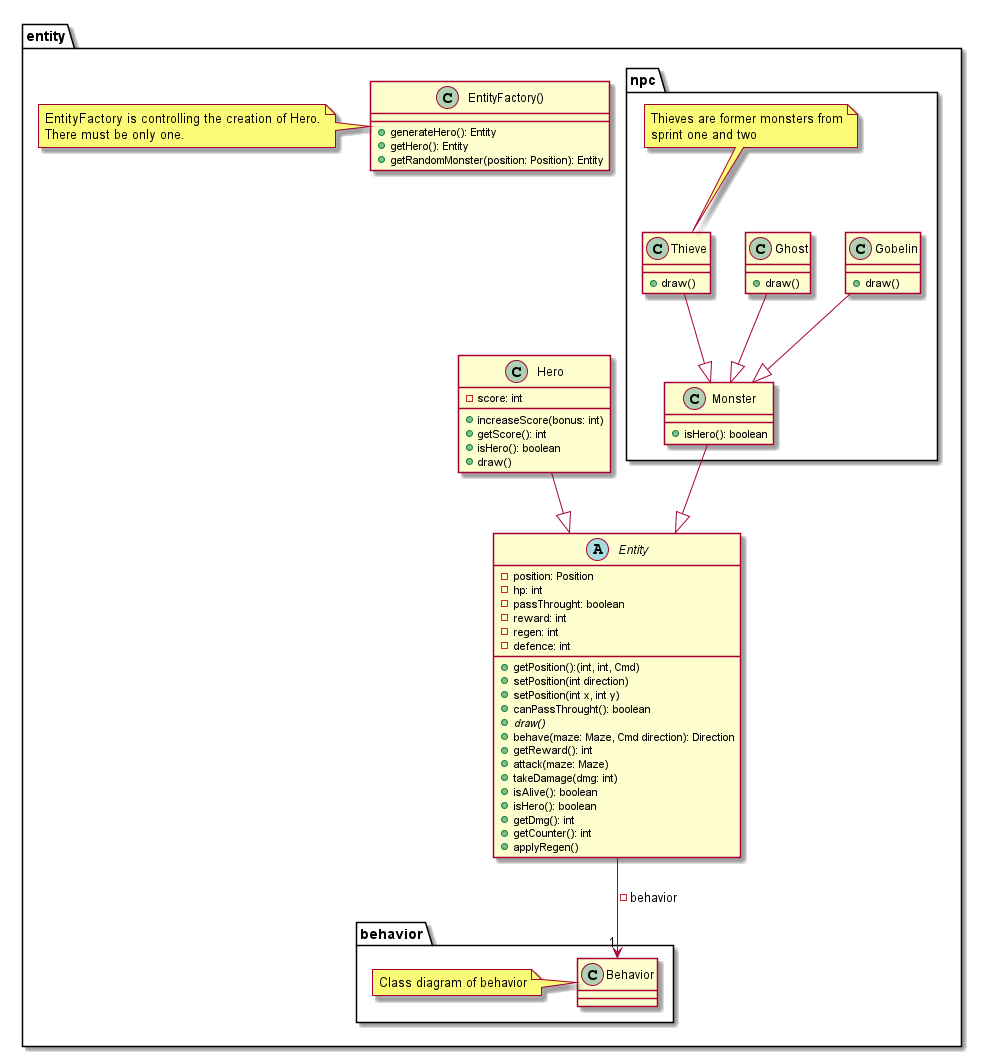 entity
EntityFactory is controlling the creation of Hero.
There must be only one.
C EntityFactory()
generateHero(): Entity
getHero(): Entity
getRandomMonster(position: Position): Entity
npc
Thieves are former monsters from
sprint one and two
C Thieve
draw()
C Ghost
draw()
C Gobelin
draw()
C Hero
score: int
increaseScore(bonus: int)
getScore(): int
isHero(): boolean
draw()
C Monster
isHero(): boolean
A Entity
position: Position
hp: int
passThrought: boolean
reward: int
regen: int
defence: int
getPosition():(int, int, Cmd)
setPosition(int direction)
setPosition(int x, int y)
canPassThrought(): boolean
draw()
behave(maze: Maze, Cmd direction): Direction
getReward(): int
attack(maze: Maze)
takeDamage(dmg: int)
isAlive(): boolean
isHero(): boolean
getDmg(): int
getCounter(): int
applyRegen()
behavior
1
behavior
Class diagram of behavior
C Behavior